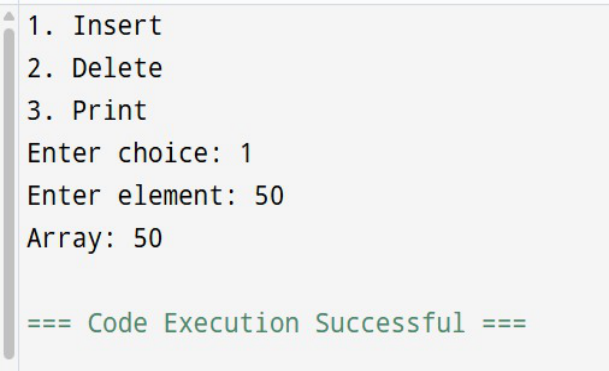 1. Insert
2. Delete
3. Print
Enter choice: 1
Enter element: 50
Array: 50
=== Code Execution Successful ===